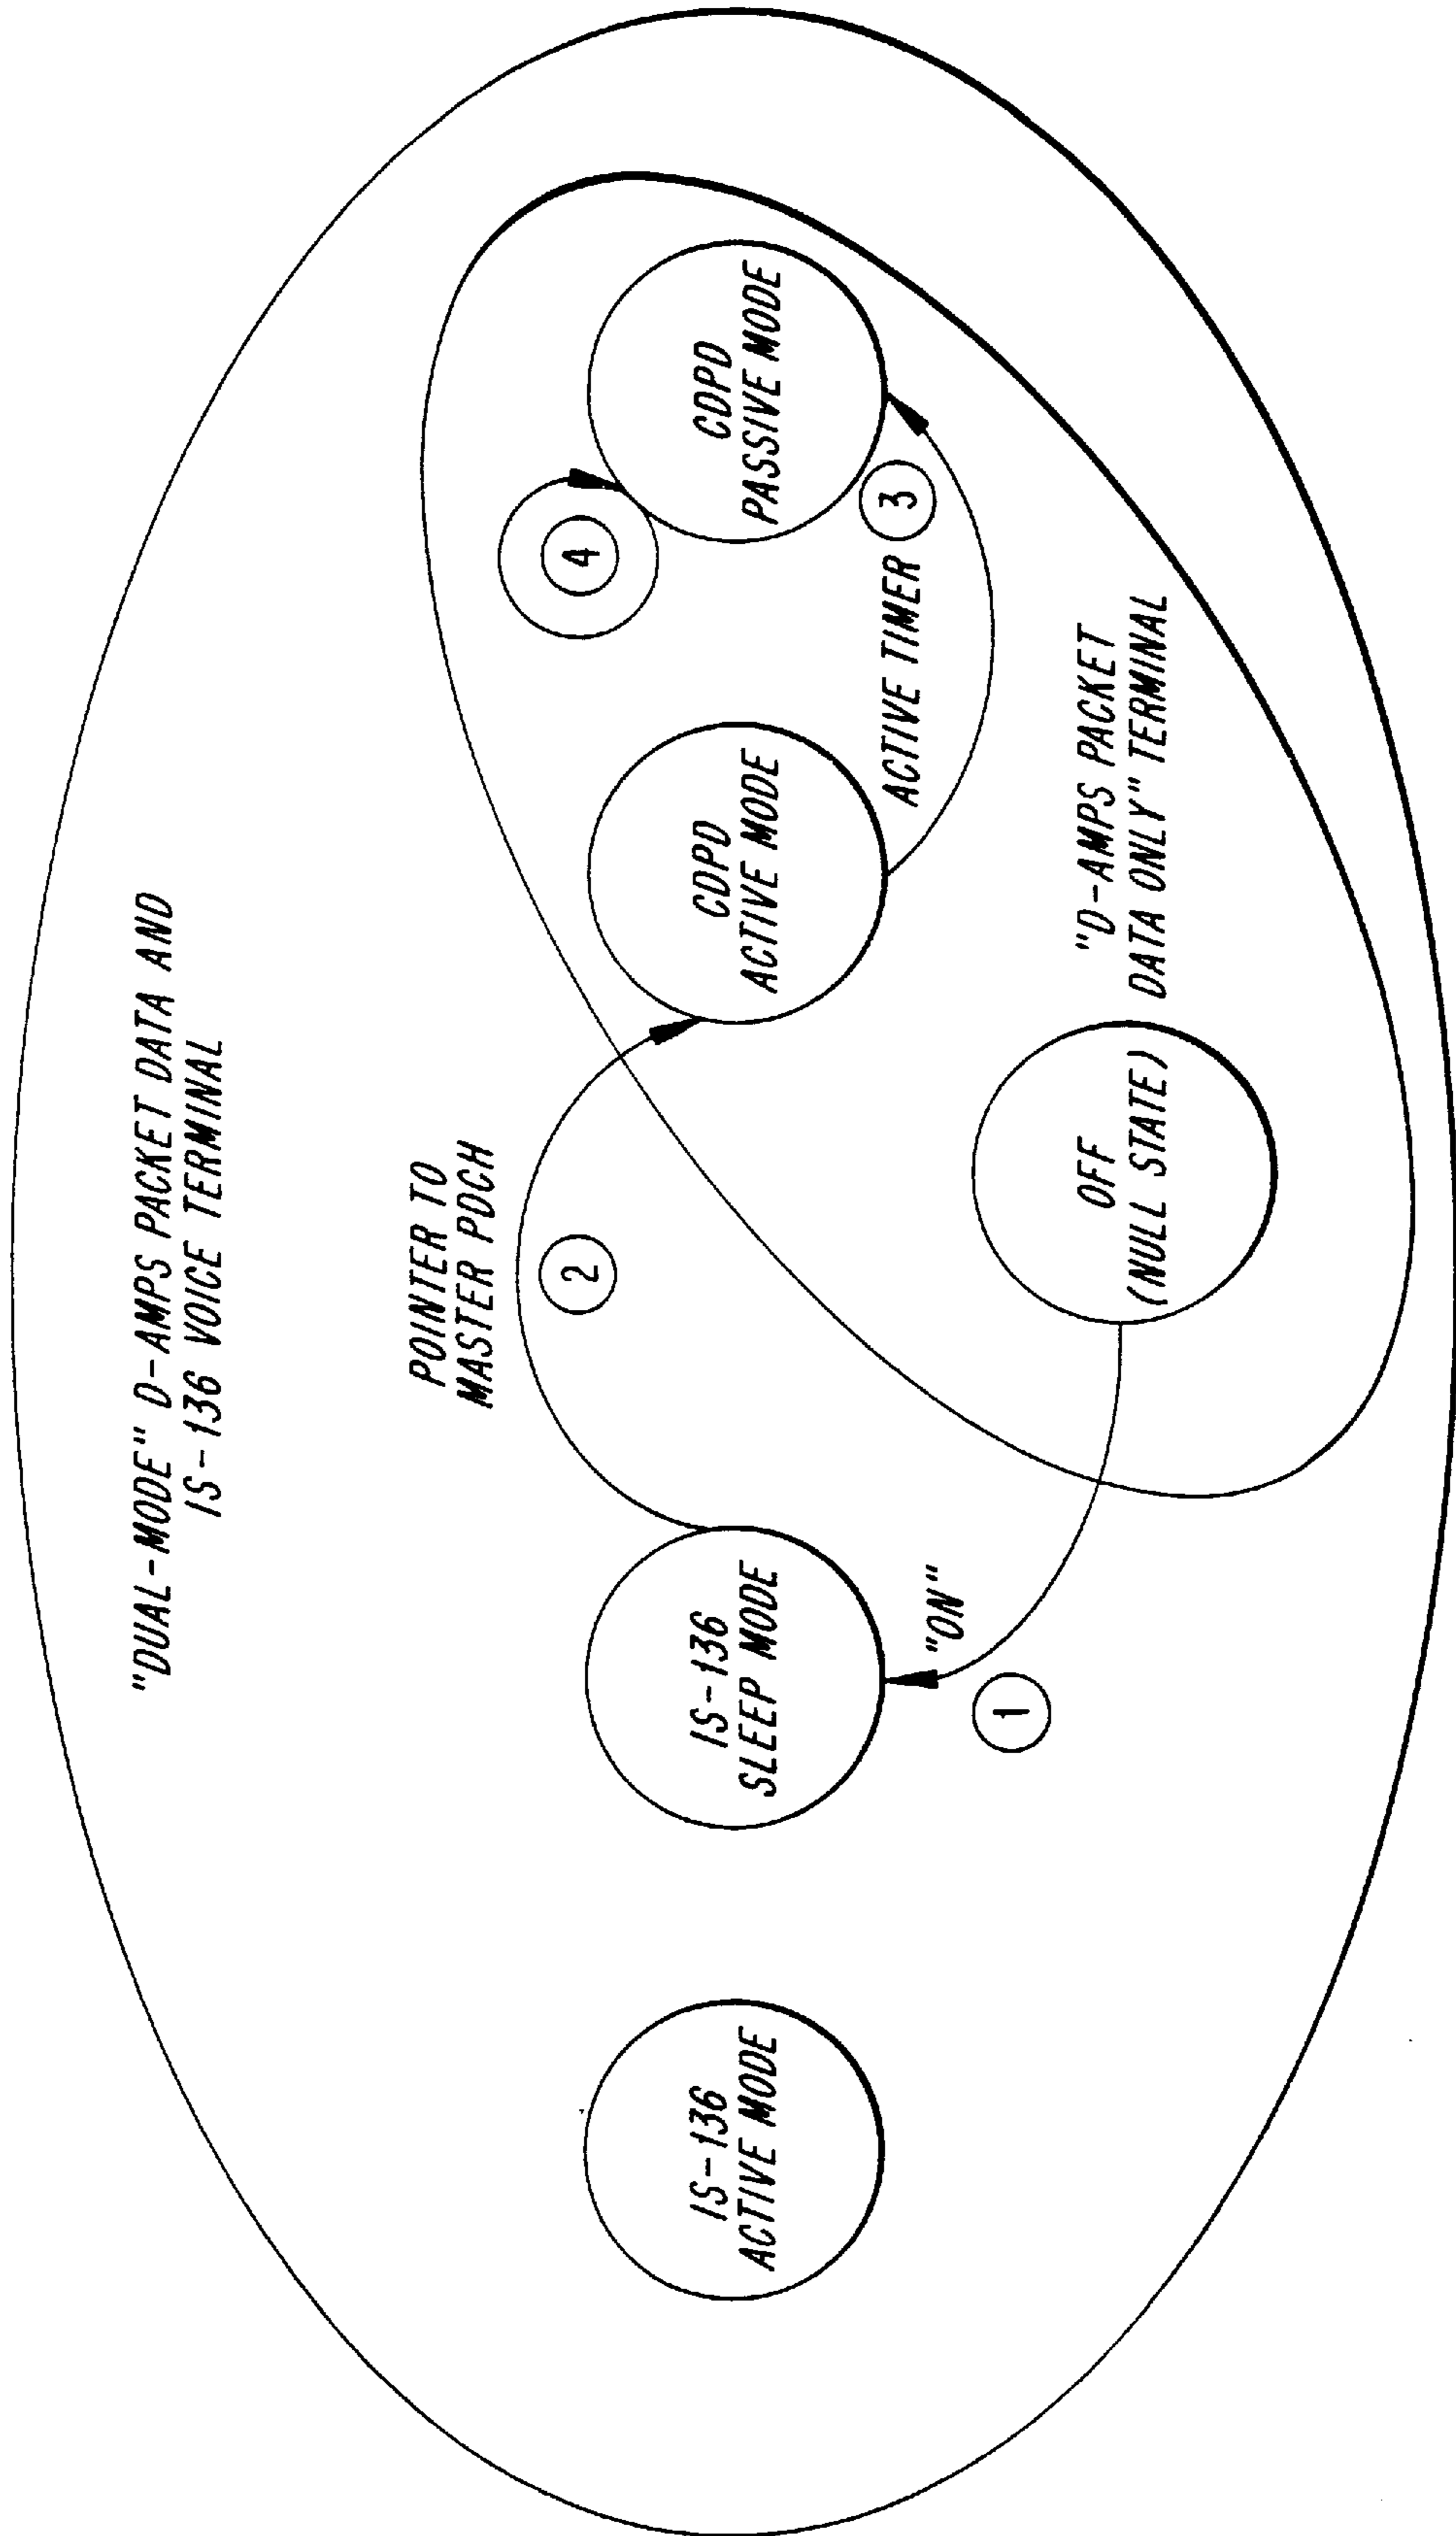 "DUAL-MODE" D-AMPS PACKET DATA AND
IS-136 VOICE TERMINAL
POINTER TO
MASTER PDCH
2
4
IS-136
ACTIVE MODE
IS-136
SLEEP MODE
CDPD
ACTIVE MODE
CDPD
PASSIVE MODE
"ON"
1
ACTIVE TIMER
3
OFF
(NULL STATE)
"D-AMPS PACKET
DATA ONLY" TERMINAL